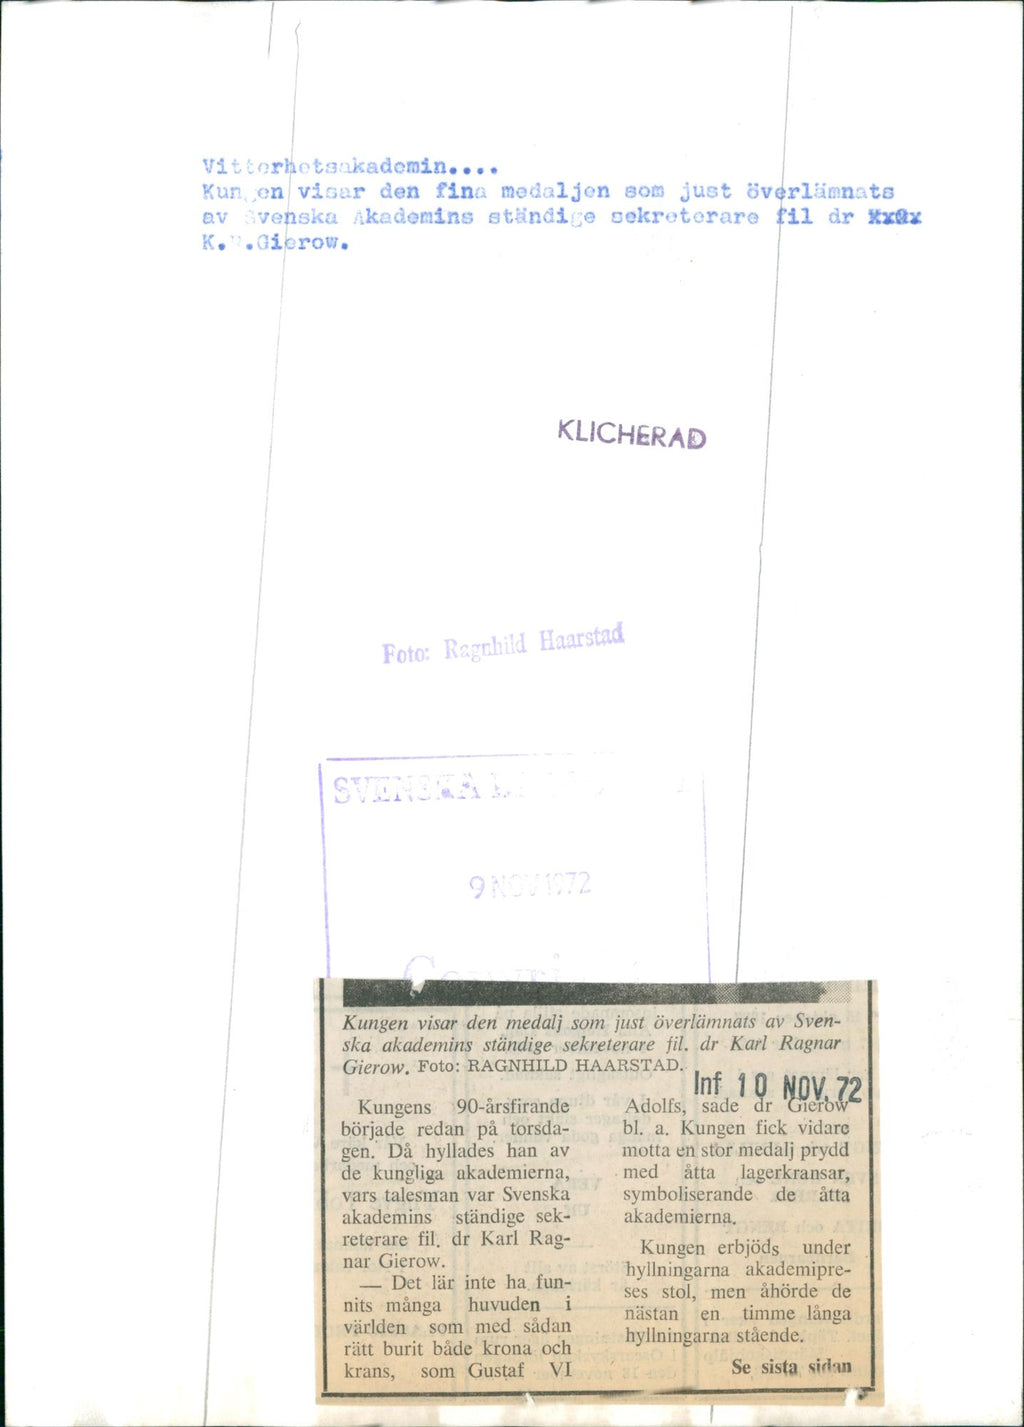 Vitterhetsakademin....
Kungen visar den fina medaljen som just överlämnats
av Svenska Akademins ständige sekreterare fil dr
K.R.Gierow.
KLICHERAD
Foto: Ragnhild Haarstad
SVENSKA
9 NOV 1972
Kungen visar den medalj som just överlämnats av Sven-
ska akademins ständige sekreterare fil. dr Karl Ragnar
Gierow. Foto: RAGNHILD HAARSTAD.
Inf 10 NOV. 72
Kungens 90-årsfirande
började redan på torsda-
gen. Då hyllades han av
de kungliga akademierna,
vars talesman var Svenska
akademins ständige sek-
reterare fil. dr Karl Rag-
nar Gierow.
— Det lär inte ha fun-
nits många huvuden i
världen som med sådan
rätt burit både krona och
krans, som Gustaf VI
Adolfs, sade dr Gierow
bl. a. Kungen fick vidare
motta en stor medalj prydd
med åtta lagerkransar,
symboliserande de åtta
akademierna.
Kungen erbjöds under
hyllningarna akademipre-
ses stol, men åhörde de
nästan en timme långa
hyllningarna stående.
Se sista sidan